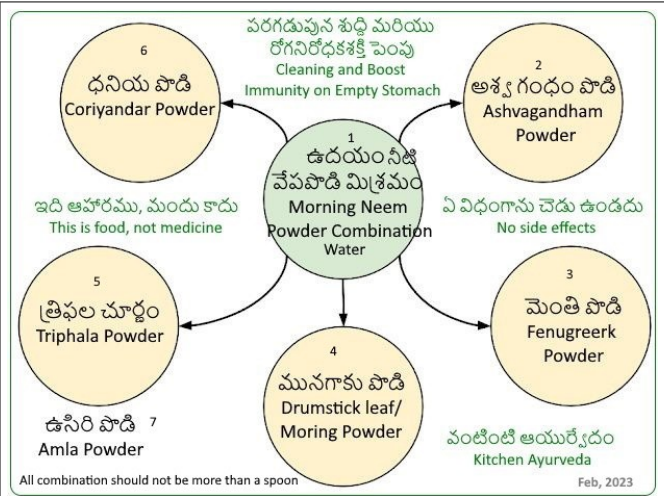 పరగడుపున శుద్ధి మరియు
రోగనిరోధకశక్తి పెంపు
Cleaning and Boost
Immunity on Empty Stomach
6
ధనియ పొడి
Coriyandar Powder
2
అశ్వగంధం పొడి
Ashvagandham
Powder
1
ఉదయం నీటి
వేపపొడి మిశ్రమం
Morning Neem
Powder Combination
Water
ఇది ఆహారము, మందు కాదు
This is food, not medicine
ఏ విధంగాను చెడు ఉండదు
No side effects
5
త్రిఫల చూర్ణం
Triphala Powder
3
మెంతి పొడి
Fenugreerk
Powder
4
మునగాకు పొడి
Drumstick leaf/
Moring Powder
ఉసిరి పొడి 7
Amla Powder
వంటింటి ఆయుర్వేదం
Kitchen Ayurveda
All combination should not be more than a spoon
Feb, 2023